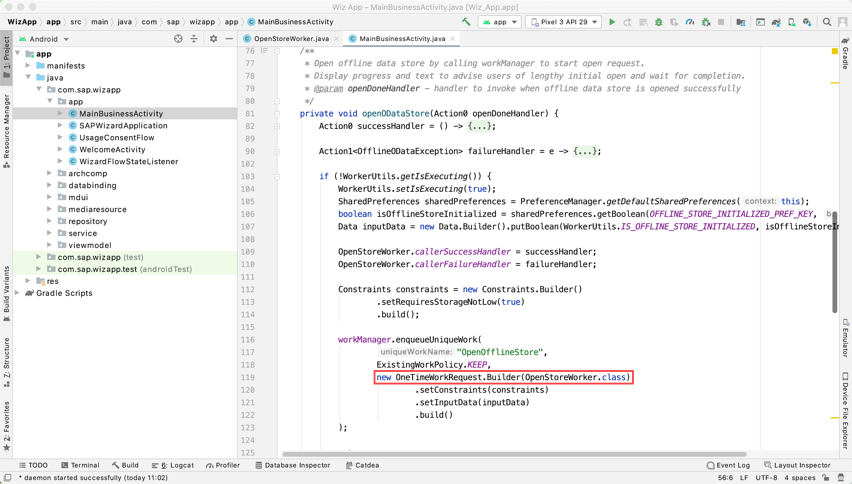 Wiz App – MainBusinessActivity.java [Wiz_App.app]
WizApp app src main java com sap wizapp app MainBusinessActivity
app Pixel 3 API 29
Android
OpenStoreWorker.java MainBusinessActivity.java
1: Project
Resource Manager
Build Variants
Z: Structure
2: Favorites
app
manifests
java
com.sap.wizapp
app
MainBusinessActivity
SAPWizardApplication
UsageConsentFlow
WelcomeActivity
WizardFlowStateListener
archcomp
databinding
mdui
mediaresource
repository
service
viewmodel
com.sap.wizapp (test)
com.sap.wizapp.test (androidTest)
res
Gradle Scripts
76 /**
77 * Open offline data store by calling workManager to start open request.
78 * Display progress and text to advise users of lengthy initial open and wait for completion.
79 * @param openDoneHandler - handler to invoke when offline data store is opened successfully
80 */
81 private void openODataStore(Action0 openDoneHandler) {
82 Action0 successHandler = () -> {...};
89
90 Action1<OfflineODataException> failureHandler = e -> {...};
102
103 if (!WorkerUtils.getIsExecuting()) {
104 WorkerUtils.setIsExecuting(true);
105 SharedPreferences sharedPreferences = PreferenceManager.getDefaultSharedPreferences( context: this);
106 boolean isOfflineStoreInitialized = sharedPreferences.getBoolean(OFFLINE_STORE_INITIALIZED_PREF_KEY,
107 Data inputData = new Data.Builder().putBoolean(WorkerUtils.IS_OFFLINE_STORE_INITIALIZED, isOfflineStoreIn
108
109 OpenStoreWorker.callerSuccessHandler = successHandler;
110 OpenStoreWorker.callerFailureHandler = failureHandler;
111
112 Constraints constraints = new Constraints.Builder()
113 .setRequiresStorageNotLow(true)
114 .build();
115
116 workManager.enqueueUniqueWork(
117 uniqueWorkName: "OpenOfflineStore",
118 ExistingWorkPolicy.KEEP,
119 new OneTimeWorkRequest.Builder(OpenStoreWorker.class)
120 .setConstraints(constraints)
121 .setInputData(inputData)
122 .build()
123 );
124
125
Gradle
Emulator
Device File Explorer
TODO Terminal Build 6: Logcat Profiler Database Inspector Catdea Event Log Layout Inspector
* daemon started successfully (today 11:02) 56:6 LF UTF-8 4 spaces